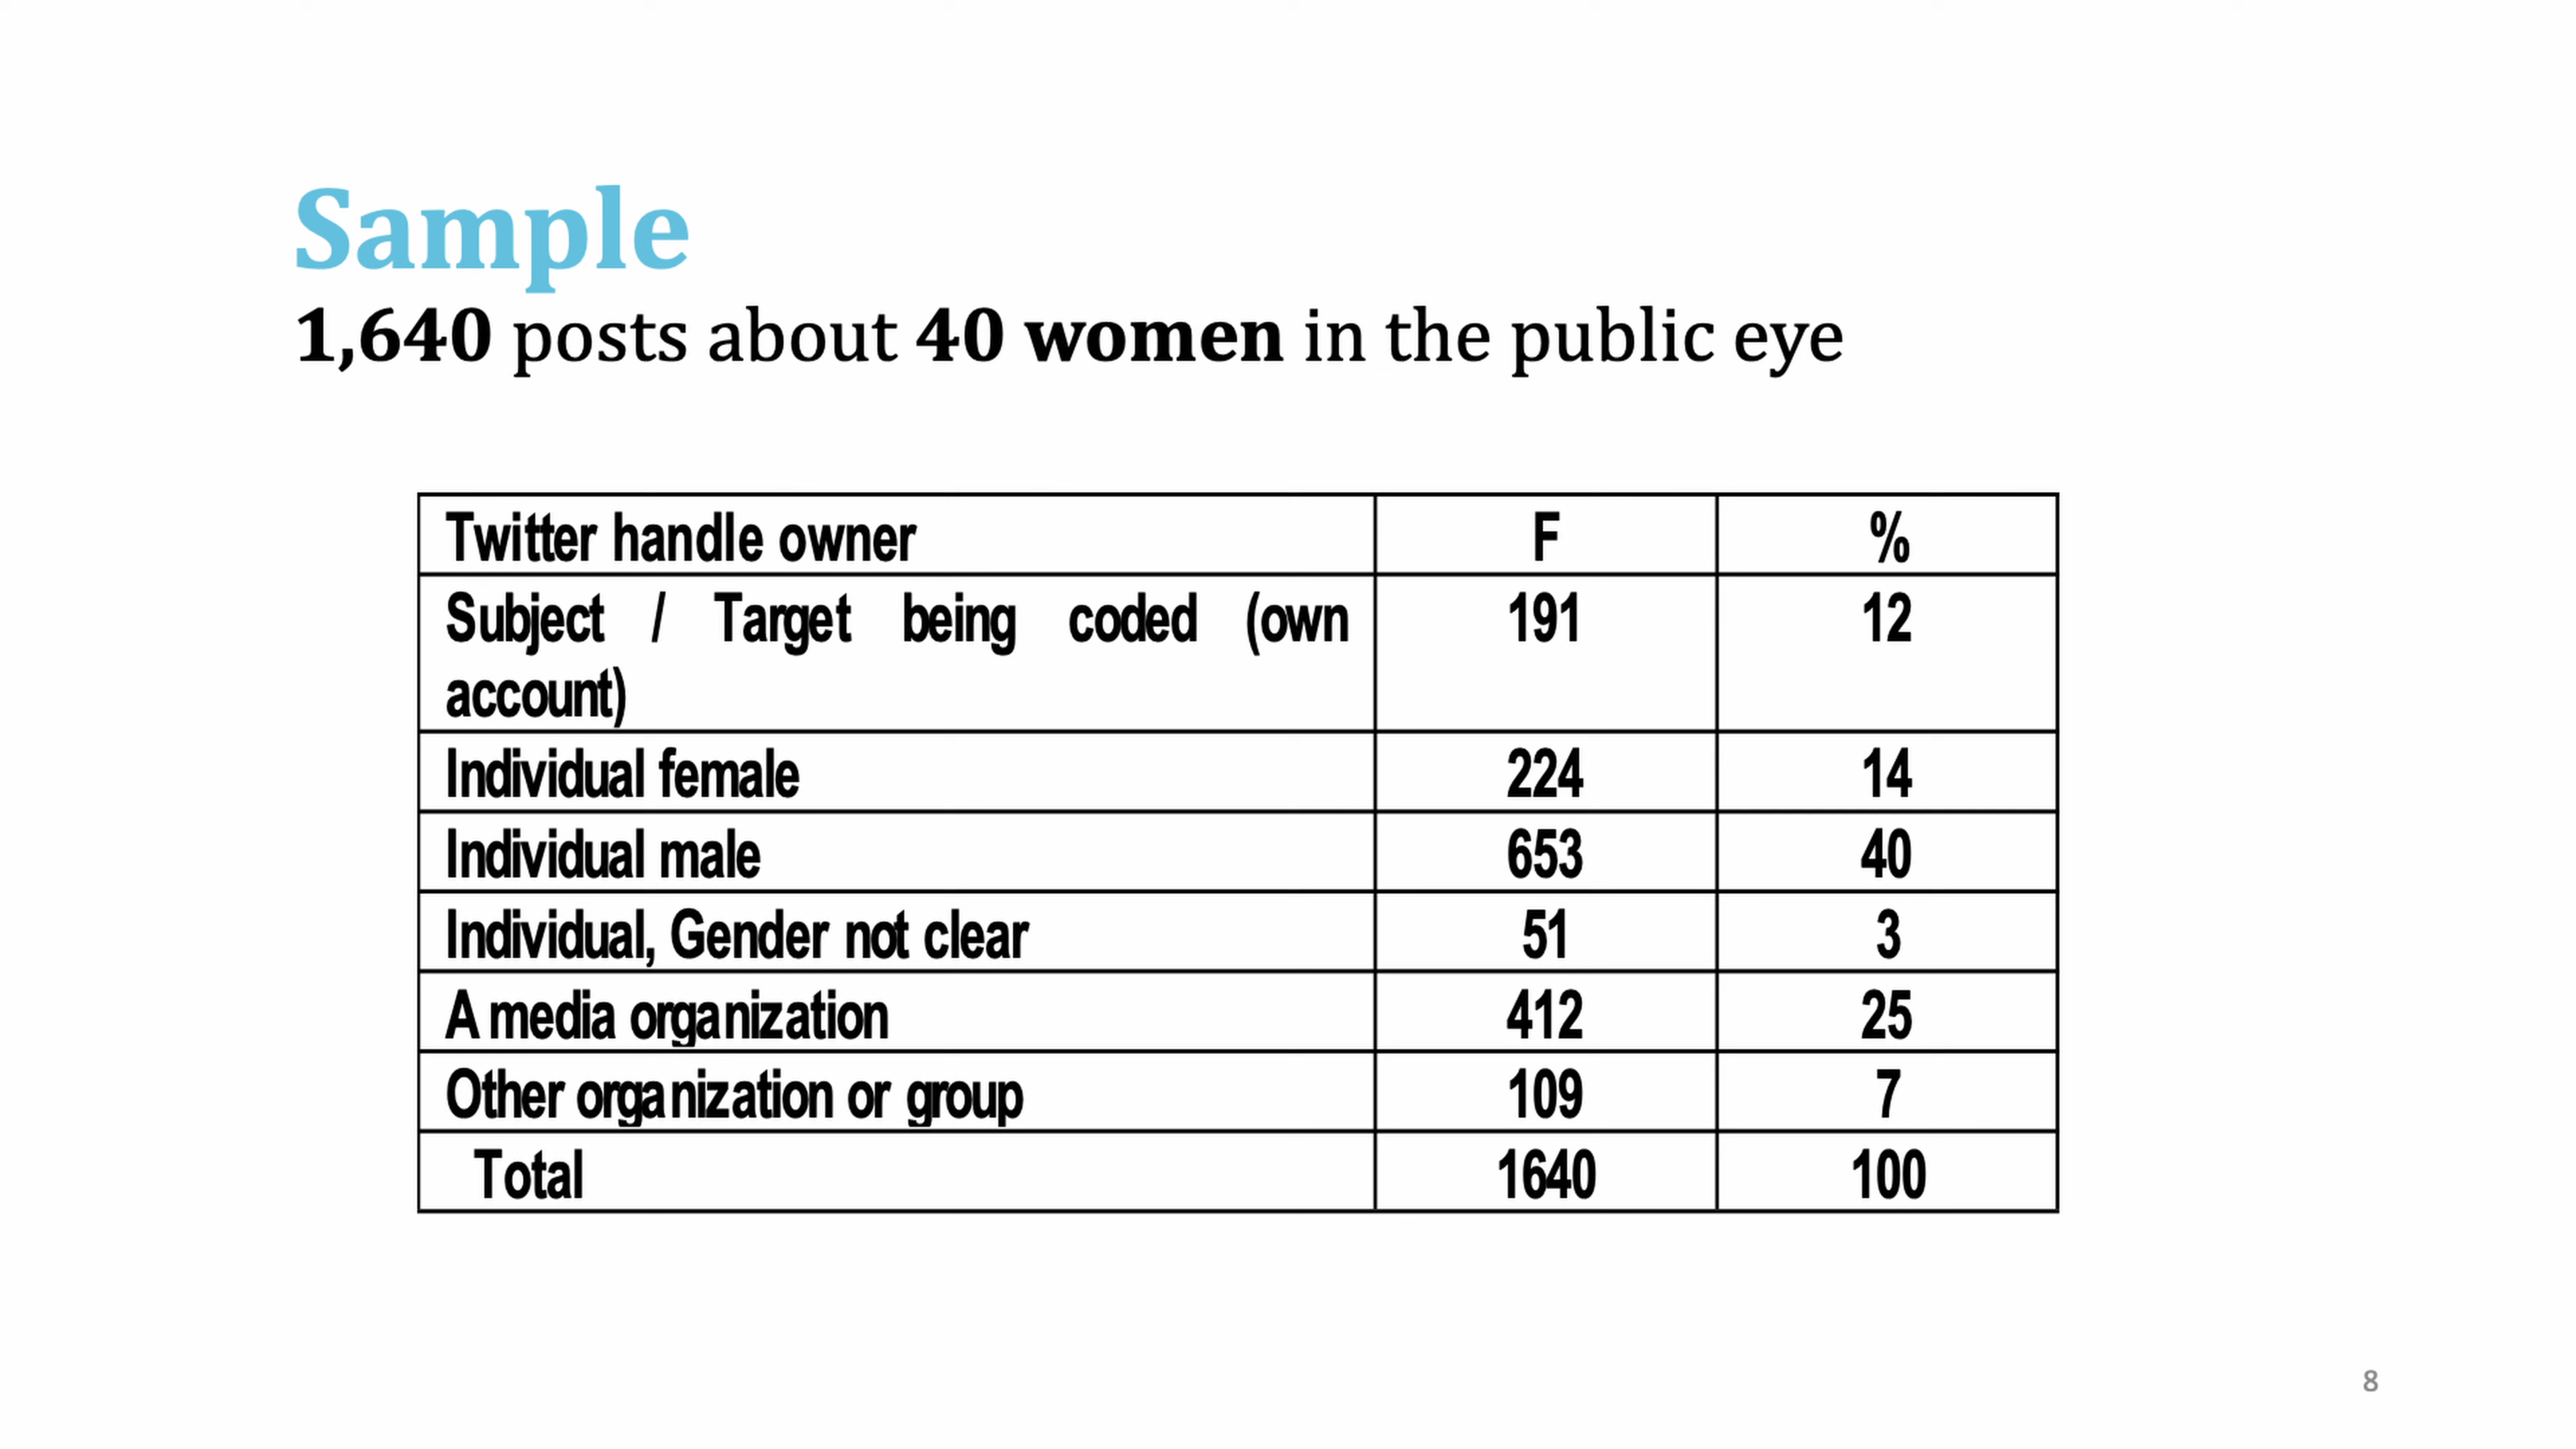 Sample
1,640 posts about 40 women in the public eye
Twitter handle owner F %
Subject / Target being coded (own 191 12
account)
Individual female 224 14
Individual male 653 40
Individual, Gender not clear 51 3
A media organization 412 25
Other organization or group 109 7
Total 1640 100
8